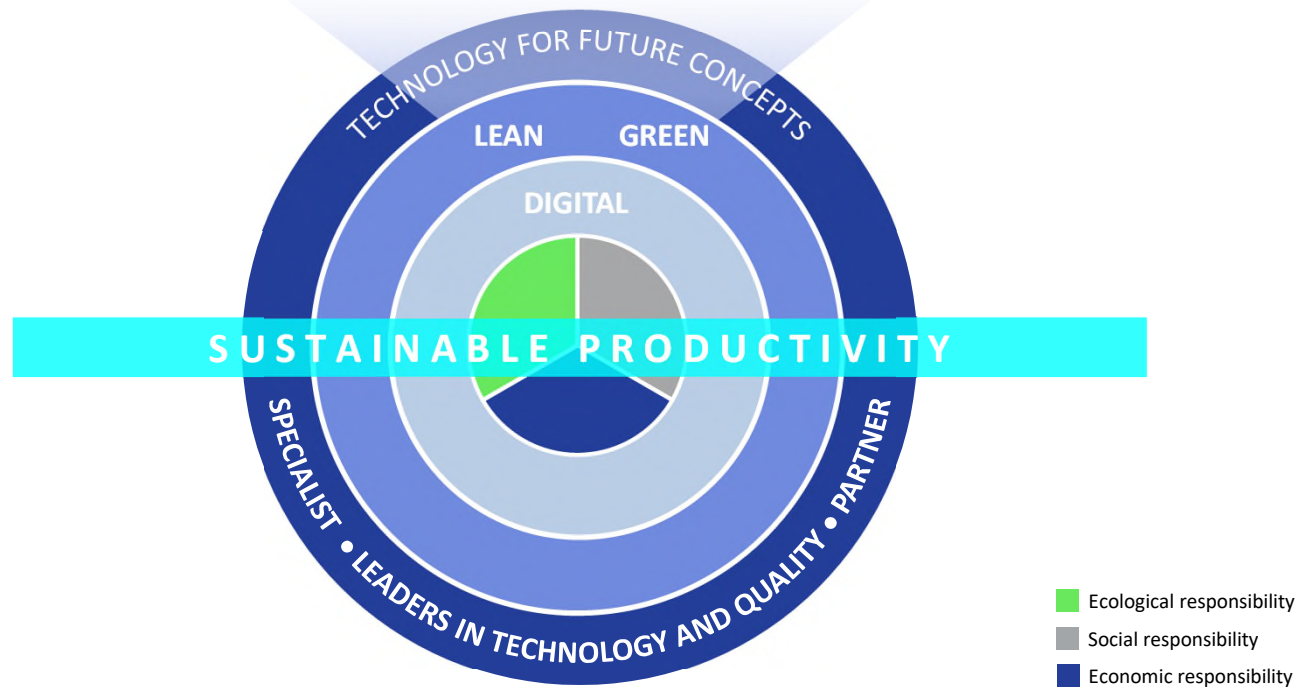 TECHNOLOGY FOR FUTURE CONCEPTS
LEAN GREEN
DIGITAL
SUSTAINABLE PRODUCTIVITY
SPECIALIST • LEADERS IN TECHNOLOGY AND QUALITY • PARTNER
Ecological responsibility
Social responsibility
Economic responsibility